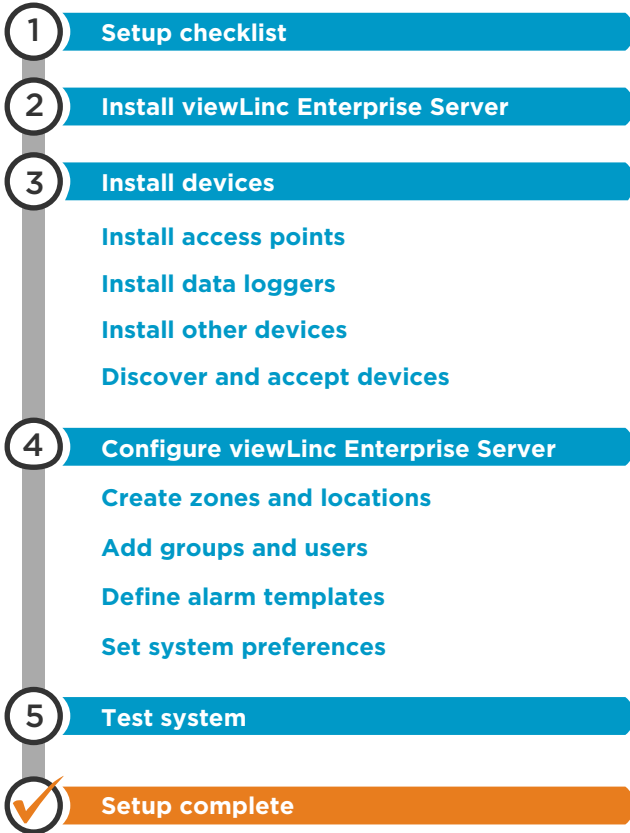 1
Setup checklist
2
Install viewLinc Enterprise Server
3
Install devices
Install access points
Install data loggers
Install other devices
Discover and accept devices
4
Configure viewLinc Enterprise Server
Create zones and locations
Add groups and users
Define alarm templates
Set system preferences
5
Test system
Setup complete